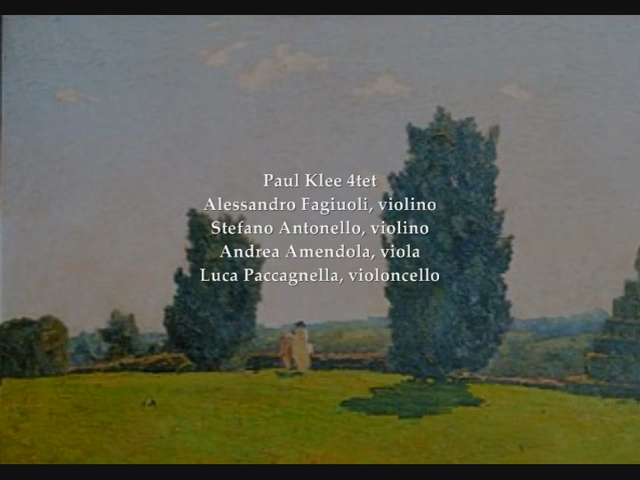 Paul Klee 4tet
Alessandro Fagiuoli, violino
Stefano Antonello, violino
Andrea Amendola, viola
Luca Paccagnella, violoncello